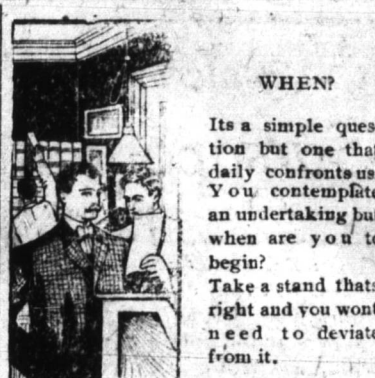 WHEN?
Its a simple ques
tion but one that
daily confronts us
You contemplate
an undertaking but
when are you to
begin?
Take a stand thats
right and you wont
need to deviate
from it.